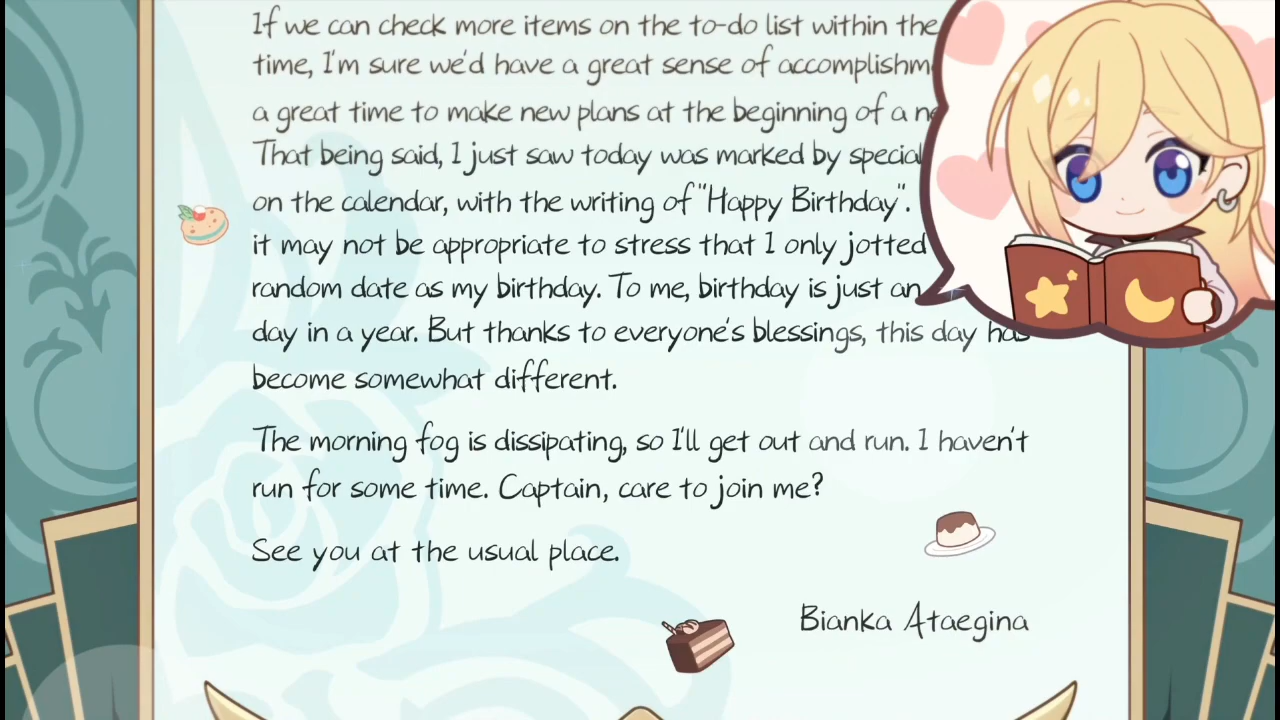 If we can check more items on the to-do list within the
time, I'm sure we'd have a great sense of
a great time to make new plans at the beginning of a
That being said, I just saw today was marked by special
on the calendar, with the writing of "Happy Birthday".
it may not be appropriate to stress that I only jotted
random date as my birthday. To me, birthday is just an
day in a year. But thanks to everyone's blessings, this day has
become somewhat different.
The morning fog is dissipating, so I'll get out and run. I haven't
run for some time. Captain, care to join me?
See you at the usual place.
Bianka Ataegina